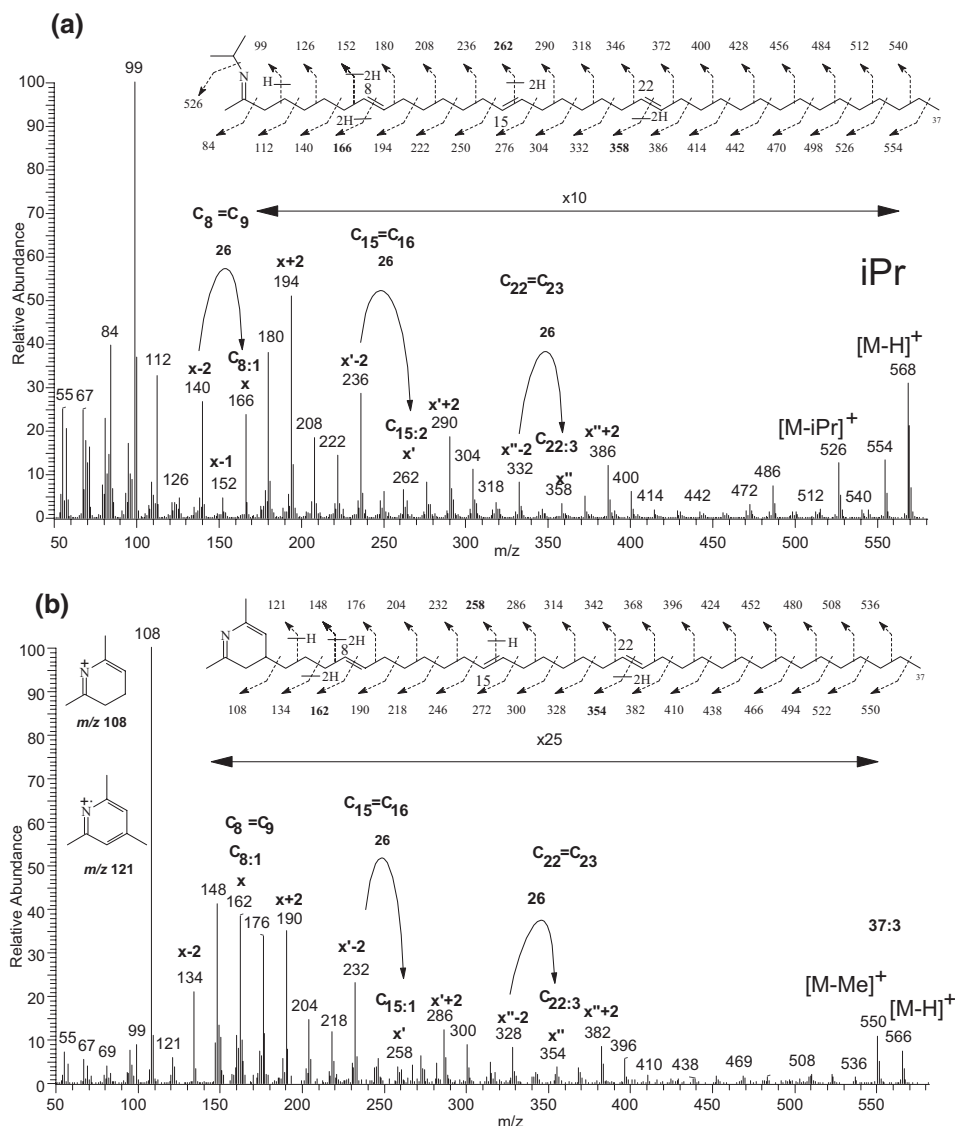 (a)
99 126 152 180 208 236 262 290 318 346 372 400 428 456 484 512 540
N
H
2H
8
2H
22
526
2H
15
2H
37
84 112 140 166 194 222 250 276 304 332 358 386 414 442 470 498 526 554
x10
iPr
C8 =C9
26
C15=C16
26
C22=C23
26
99
84
55 67
112
126
x-2
140
x-1
152
C8:1
x
166
180
x+2
194
208
222
x'-2
236
C15:2
x'
262
x'+2
290
304
318
x"-2
332
C22:3
x"
358
x"+2
386
400
414
442
472
486
512
[M-iPr]+
526
540
554
[M-H]+
568
Relative Abundance
100
90
80
70
60
50
40
30
20
10
0
50 100 150 200 250 300 350 400 450 500 550
m/z
(b)
121 148 176 204 232 258 286 314 342 368 396 424 452 480 508 536
N
H
2H
8
2H
H
15
22
2H
37
108 134 162 190 218 246 272 300 328 354 382 410 438 466 494 522 550
x25
+
N
m/z 108
+·
N
m/z 121
C8 =C9
C15=C16
26
C22=C23
26
37:3
108
55
67
69
99
121
x-2
134
148
C8:1
x
162
176
x+2
190
204
218
x'-2
232
C15:1
x'
258
x'+2
286
300
x"-2
328
C22:3
x"
354
x"+2
382
396
410
438
469
508
536
[M-Me]+
550
[M-H]+
566
Relative Abundance
100
90
80
70
60
50
40
30
20
10
0
50 100 150 200 250 300 350 400 450 500 550
m/z